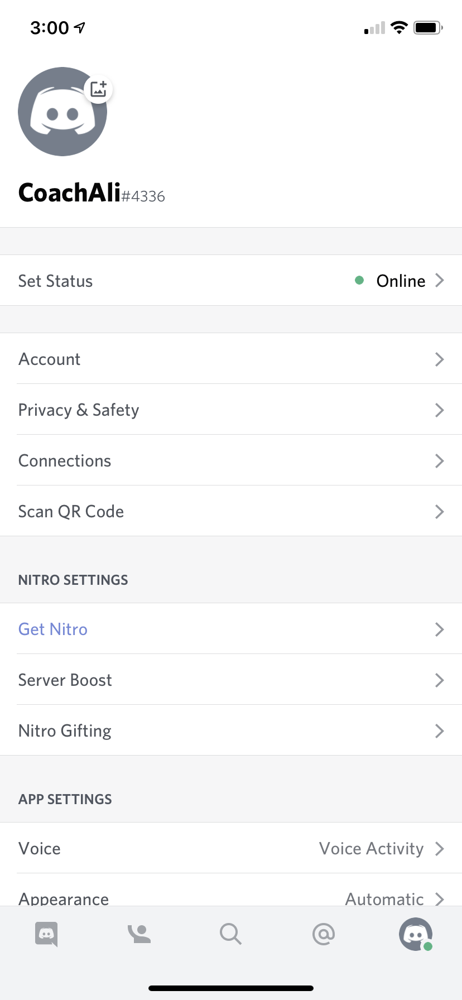 3:00
CoachAli#4336
Set Status Online
Account
Privacy & Safety
Connections
Scan QR Code
NITRO SETTINGS
Get Nitro
Server Boost
Nitro Gifting
APP SETTINGS
Voice Voice Activity
Appearance Automatic